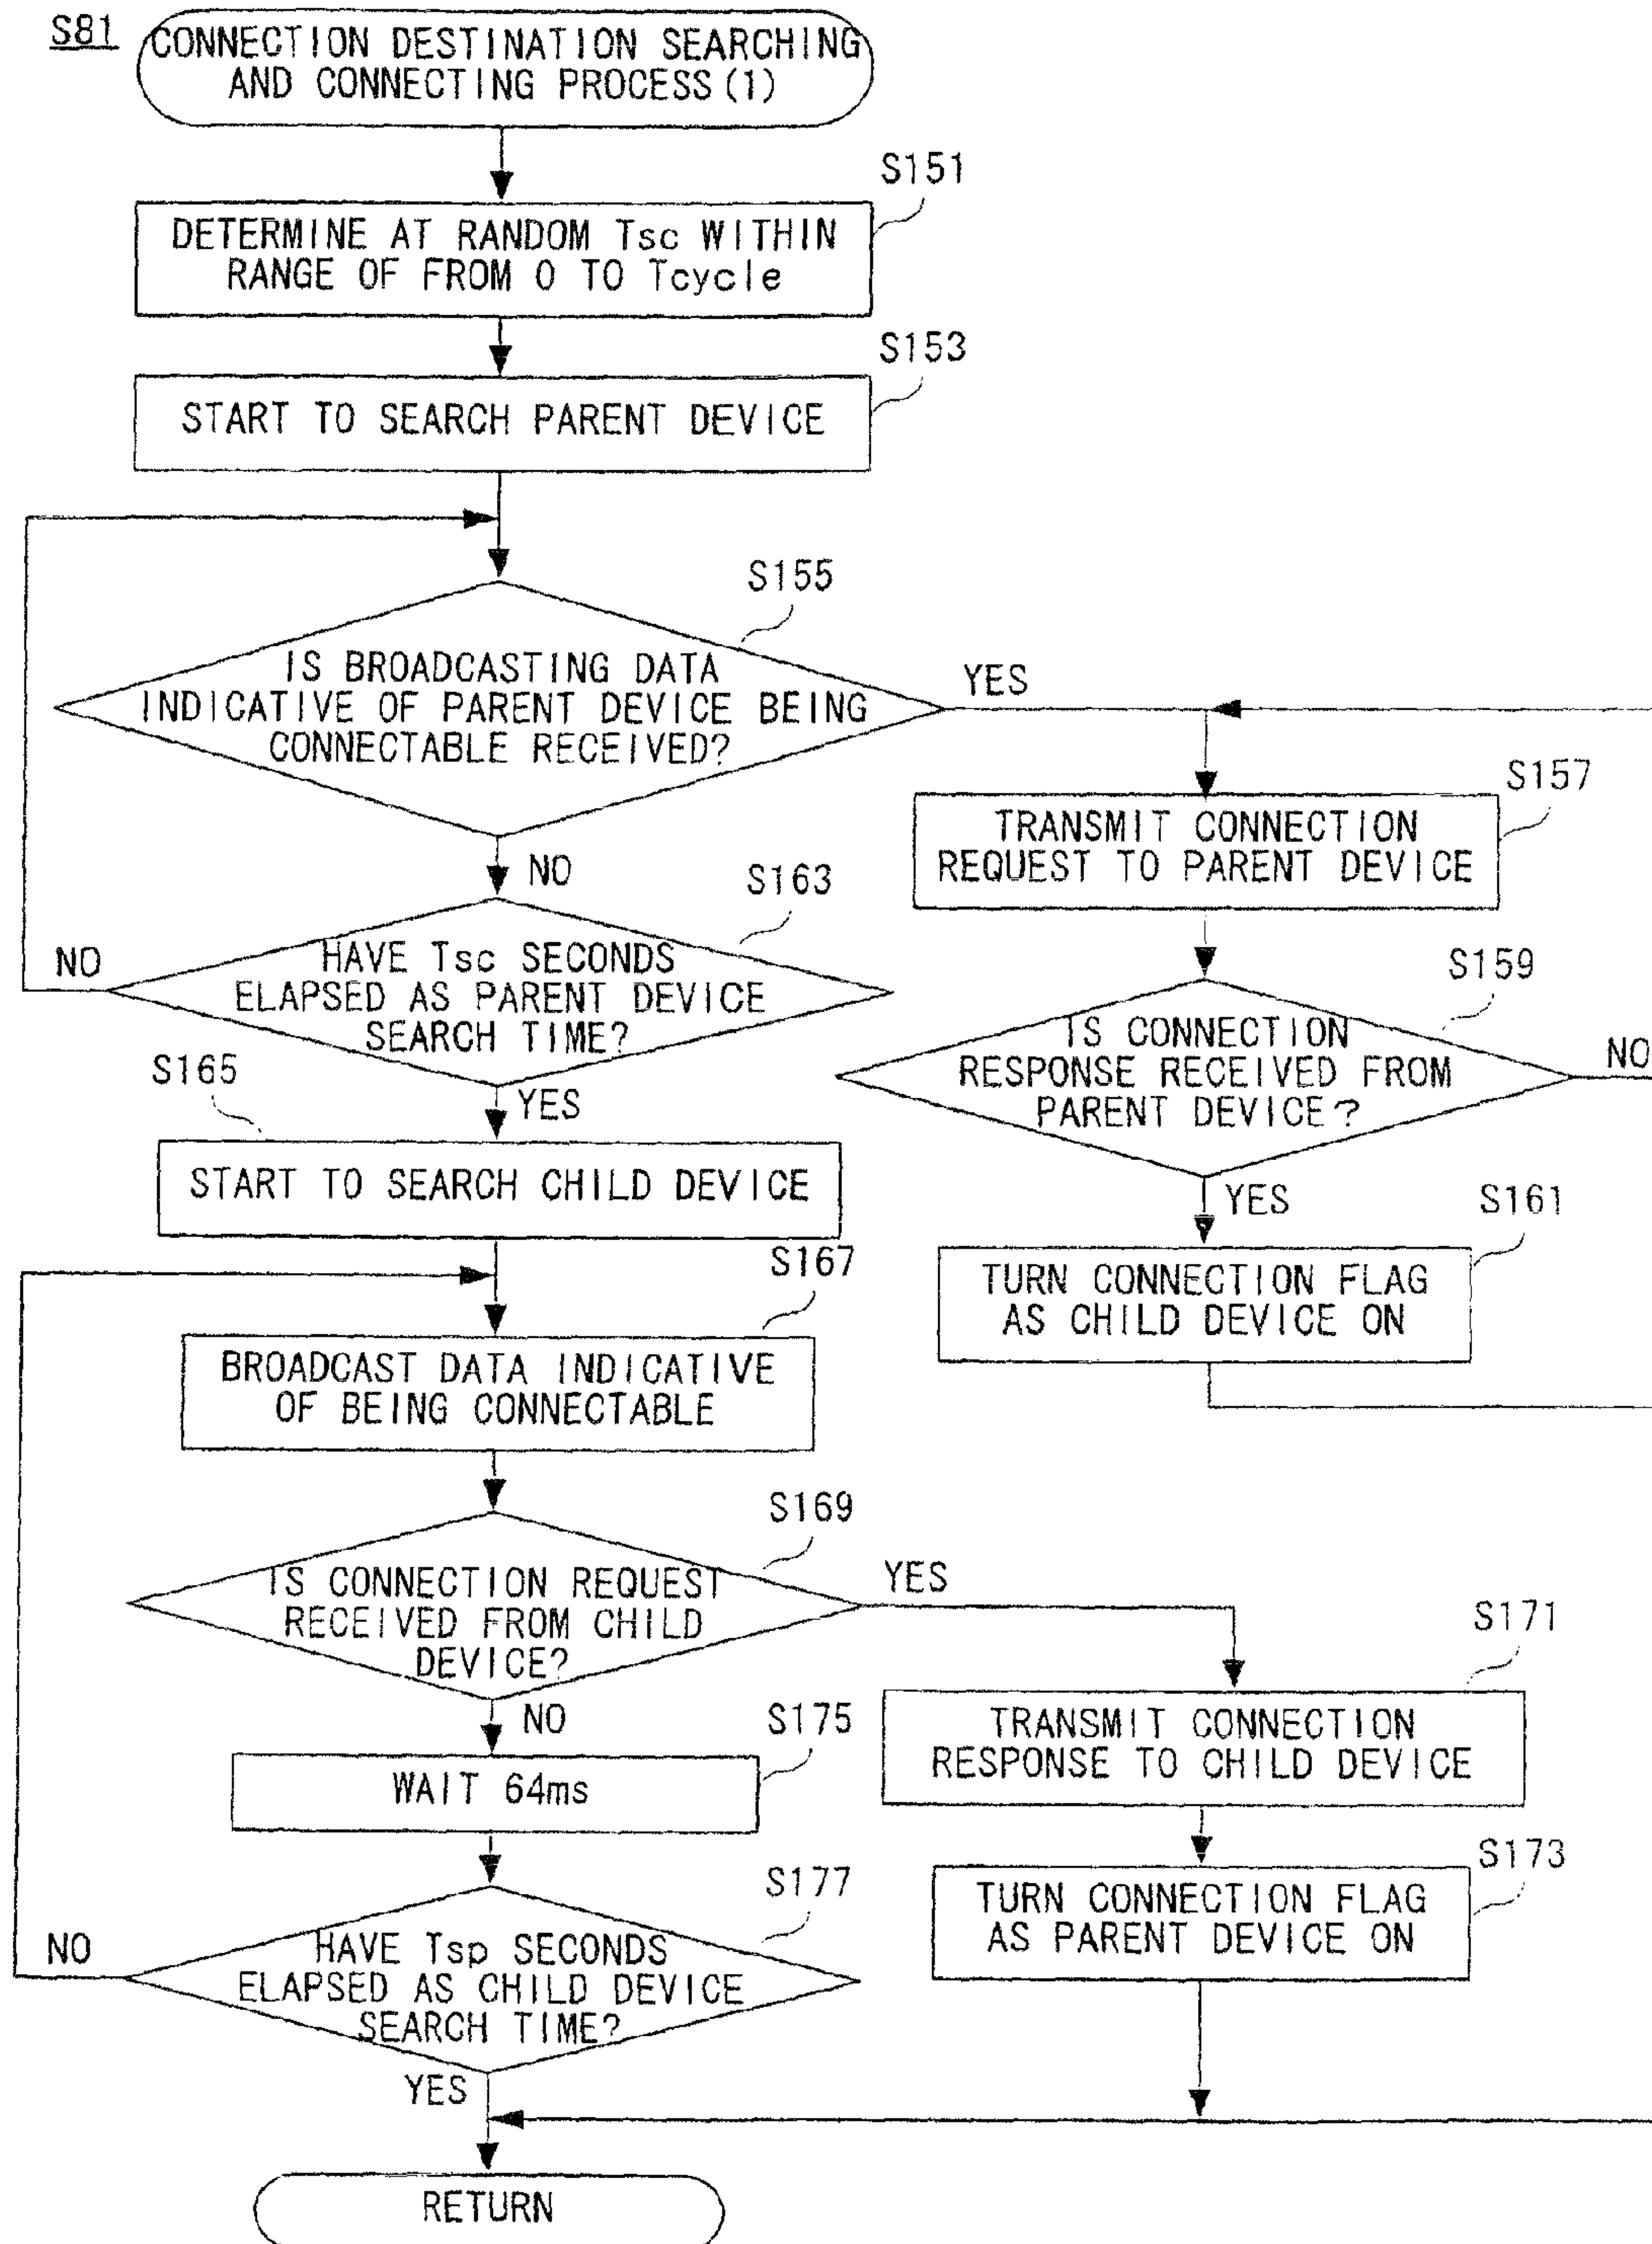 S81
CONNECTION DESTINATION SEARCHING
AND CONNECTING PROCESS(1)
S151
DETERMINE AT RANDOM Tsc WITHIN
RANGE OF FROM 0 TO Tcycle
S153
START TO SEARCH PARENT DEVICE
S155
IS BROADCASTING DATA
INDICATIVE OF PARENT DEVICE BEING
CONNECTABLE RECEIVED?
YES
NO
S157
TRANSMIT CONNECTION
REQUEST TO PARENT DEVICE
S159
IS CONNECTION
RESPONSE RECEIVED FROM
PARENT DEVICE?
NO
YES
S161
TURN CONNECTION FLAG
AS CHILD DEVICE ON
S163
HAVE Tsc SECONDS
ELAPSED AS PARENT DEVICE
SEARCH TIME?
NO
YES
S165
START TO SEARCH CHILD DEVICE
S167
BROADCAST DATA INDICATIVE
OF BEING CONNECTABLE
S169
IS CONNECTION REQUEST
RECEIVED FROM CHILD
DEVICE?
YES
NO
S171
TRANSMIT CONNECTION
RESPONSE TO CHILD DEVICE
S173
TURN CONNECTION FLAG
AS PARENT DEVICE ON
S175
WAIT 64ms
S177
HAVE Tsp SECONDS
ELAPSED AS CHILD DEVICE
SEARCH TIME?
NO
YES
RETURN